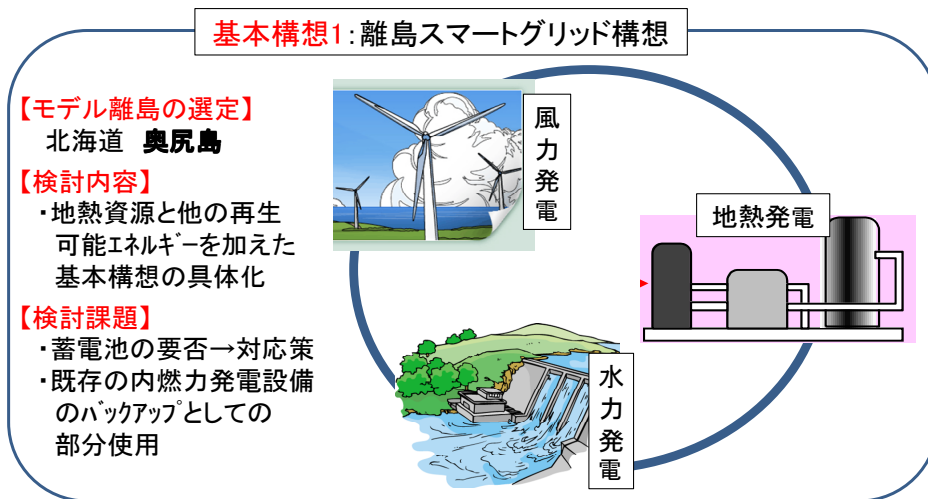 基本構想1:離島スマートグリッド構想
【モデル離島の選定】
北海道 奥尻島
【検討内容】
・地熱資源と他の再生
可能エネルギーを加えた
基本構想の具体化
【検討課題】
・蓄電池の要否→対応策
・既存の内燃力発電設備
のバックアップとしての
部分使用
風力発電
地熱発電
水力発電